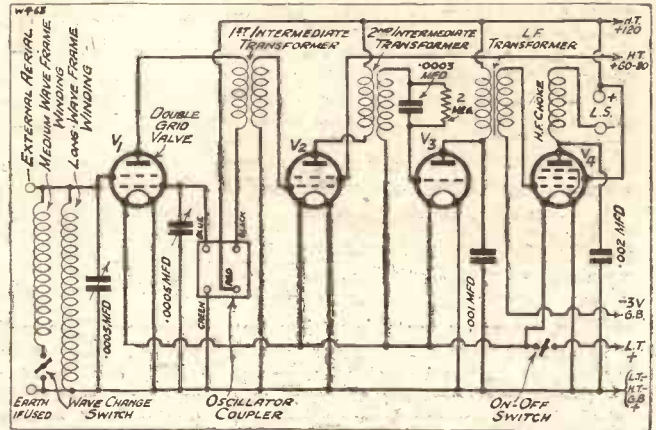 W463
EXTERNAL AERIAL
MEDIUM WAVE FRAME
WINDING
LONG WAVE FRAME
WINDING
V1
DOUBLE
GRID
VALVE
1ST INTERMEDIATE
TRANSFORMER
2ND INTERMEDIATE
TRANSFORMER
L.F.
TRANSFORMER
H.T.
+120
H.T.
+60-80
.0003
MFD
2
MEG.
V2
V3
H.F. CHOKE
+
L.S.
-
V4
.0005 MFD
.0005 MFD
BLUE
BLACK
RED
GREEN
.001 MFD
.002 MFD
-3V
G.B.
L.T.
+
L.T.-
H.T.-
G.B.
+
EARTH
IF USED
WAVE CHANGE
SWITCH
OSCILLATOR
COUPLER
ON-OFF
SWITCH